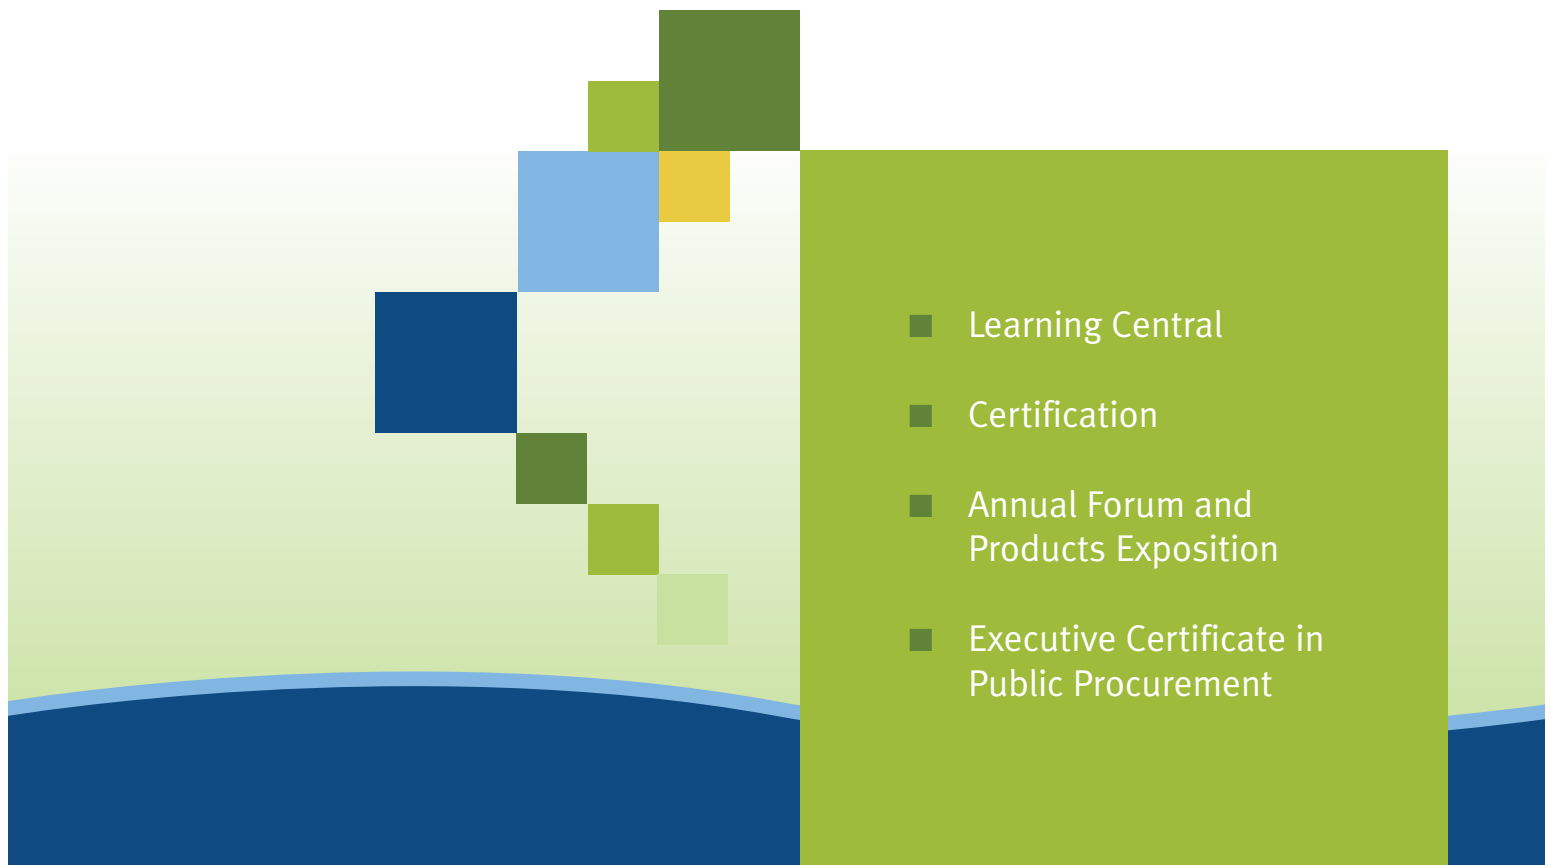 Learning Central
Certification
Annual Forum and
Products Exposition
Executive Certificate in
Public Procurement